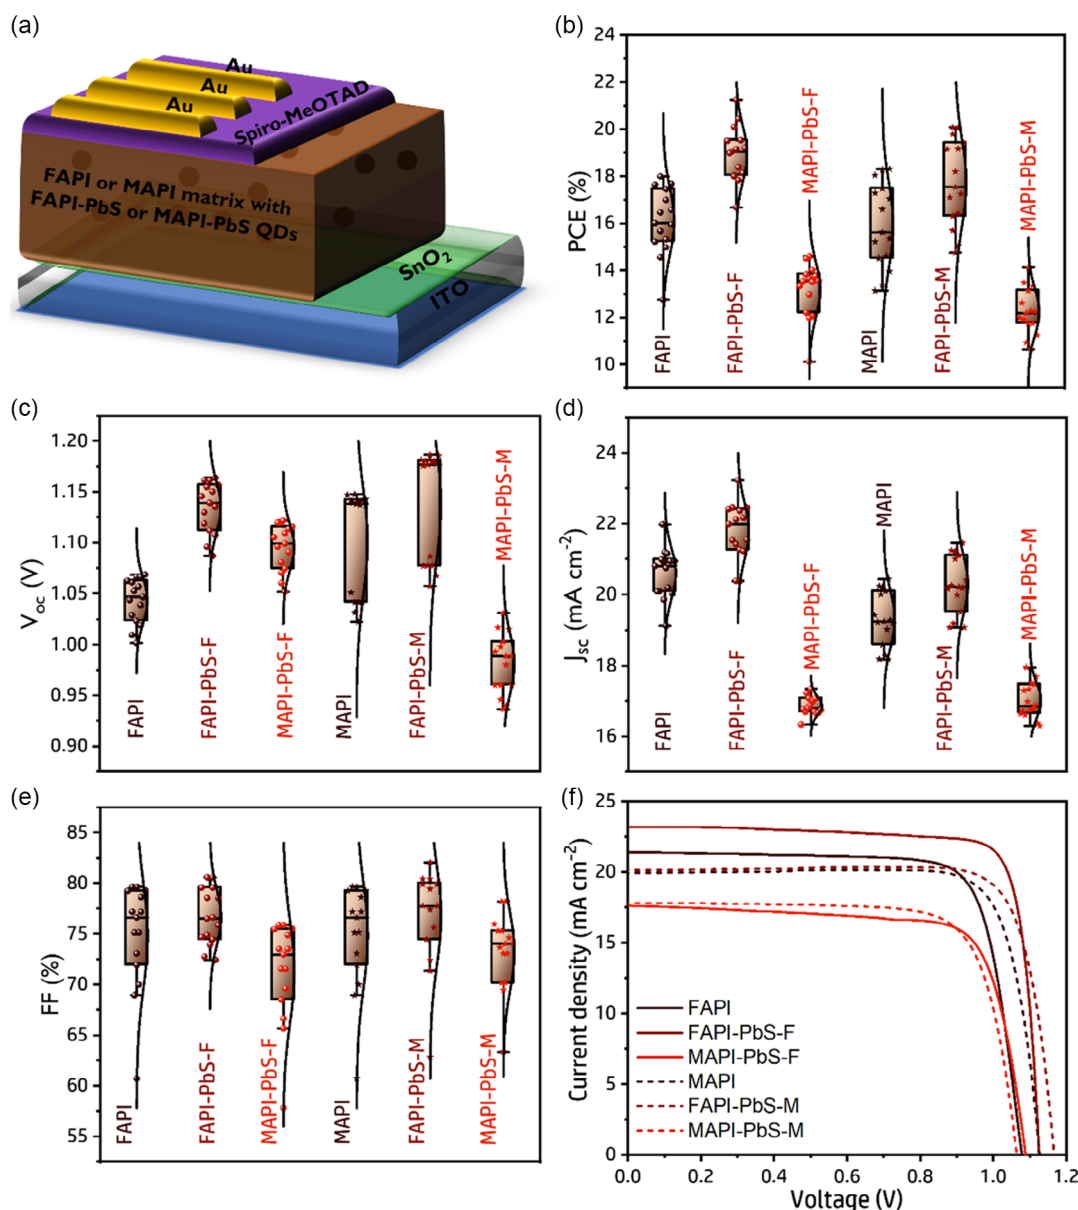 (a)
Au
Au
Au
Spiro-MeOTAD
FAPI or MAPI matrix with
FAPI-PbS or MAPI-PbS QDs
SnO₂
ITO
(b)
24
22
20
18
16
14
12
10
PCE (%)
FAPI
FAPI-PbS-F
MAPI-PbS-F
MAPI
FAPI-PbS-M
MAPI-PbS-M
(c)
1.20
1.15
1.10
1.05
1.00
0.95
0.90
Voc (V)
FAPI
FAPI-PbS-F
MAPI-PbS-F
MAPI
FAPI-PbS-M
MAPI-PbS-M
(d)
24
22
20
18
16
Jsc (mA cm⁻²)
FAPI
FAPI-PbS-F
MAPI-PbS-F
MAPI
FAPI-PbS-M
MAPI-PbS-M
(e)
85
80
75
70
65
60
55
FF (%)
FAPI
FAPI-PbS-F
MAPI-PbS-F
MAPI
FAPI-PbS-M
MAPI-PbS-M
(f)
25
20
15
10
5
0
Current density (mA cm⁻²)
FAPI
FAPI-PbS-F
MAPI-PbS-F
MAPI
FAPI-PbS-M
MAPI-PbS-M
0.0 0.2 0.4 0.6 0.8 1.0 1.2
Voltage (V)